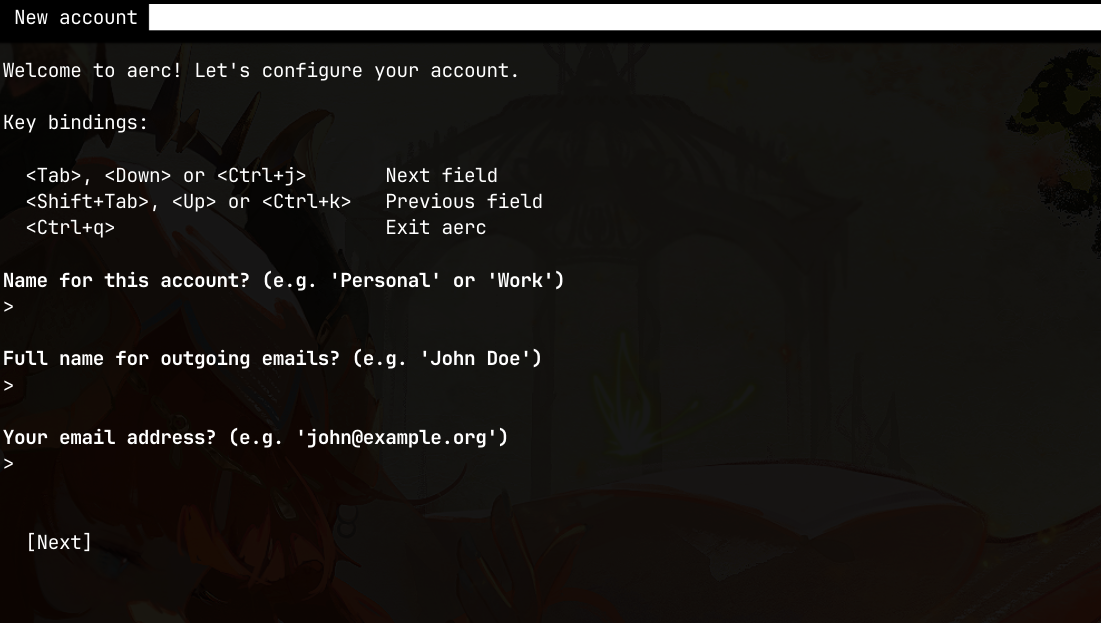 New account
Welcome to aerc! Let's configure your account.
Key bindings:
<Tab>, <Down> or <Ctrl+j> Next field
<Shift+Tab>, <Up> or <Ctrl+k> Previous field
<Ctrl+q> Exit aerc
Name for this account? (e.g. 'Personal' or 'Work')
>
Full name for outgoing emails? (e.g. 'John Doe')
>
Your email address? (e.g. 'john@example.org')
>
[Next]